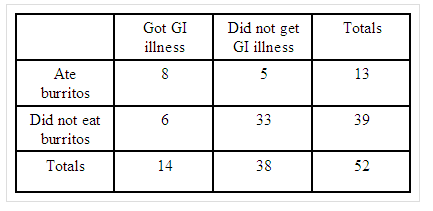 Got GI illness Did not get GI illness Totals
Ate burritos 8 5 13
Did not eat burritos 6 33 39
Totals 14 38 52